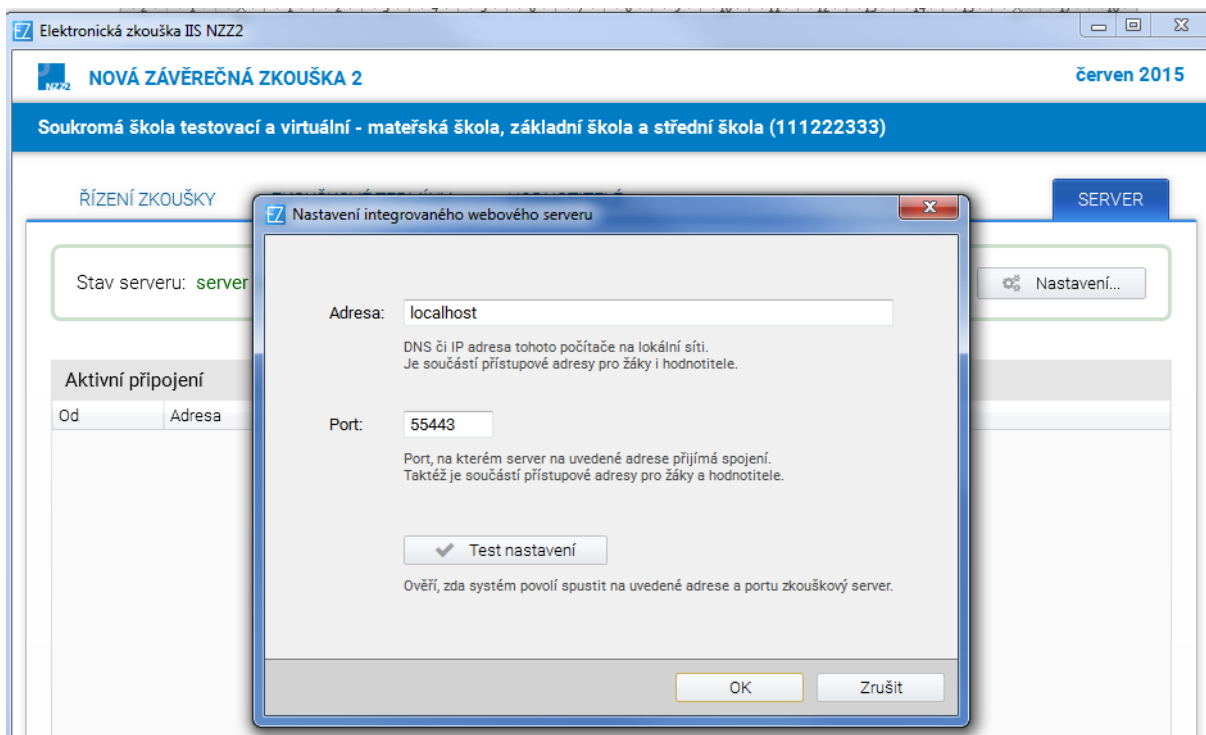 Elektronická zkouška IIS NZZ2
NZZ2
NOVÁ ZÁVĚREČNÁ ZKOUŠKA 2
červen 2015
Soukromá škola testovací a virtuální - mateřská škola, základní škola a střední škola (111222333)
ŘÍZENÍ ZKOUŠKY
SERVER
Nastavení integrovaného webového serveru
Stav serveru: server
Nastavení...
Adresa: localhost
DNS či IP adresa tohoto počítače na lokální síti.
Je součástí přístupové adresy pro žáky i hodnotitele.
Aktivní připojení
Od Adresa
Port: 55443
Port, na kterém server na uvedené adrese přijímá spojení.
Taktéž je součástí přístupové adresy pro žáky a hodnotitele.
Test nastavení
Ověří, zda systém povolí spustit na uvedené adrese a portu zkouškový server.
OK
Zrušit